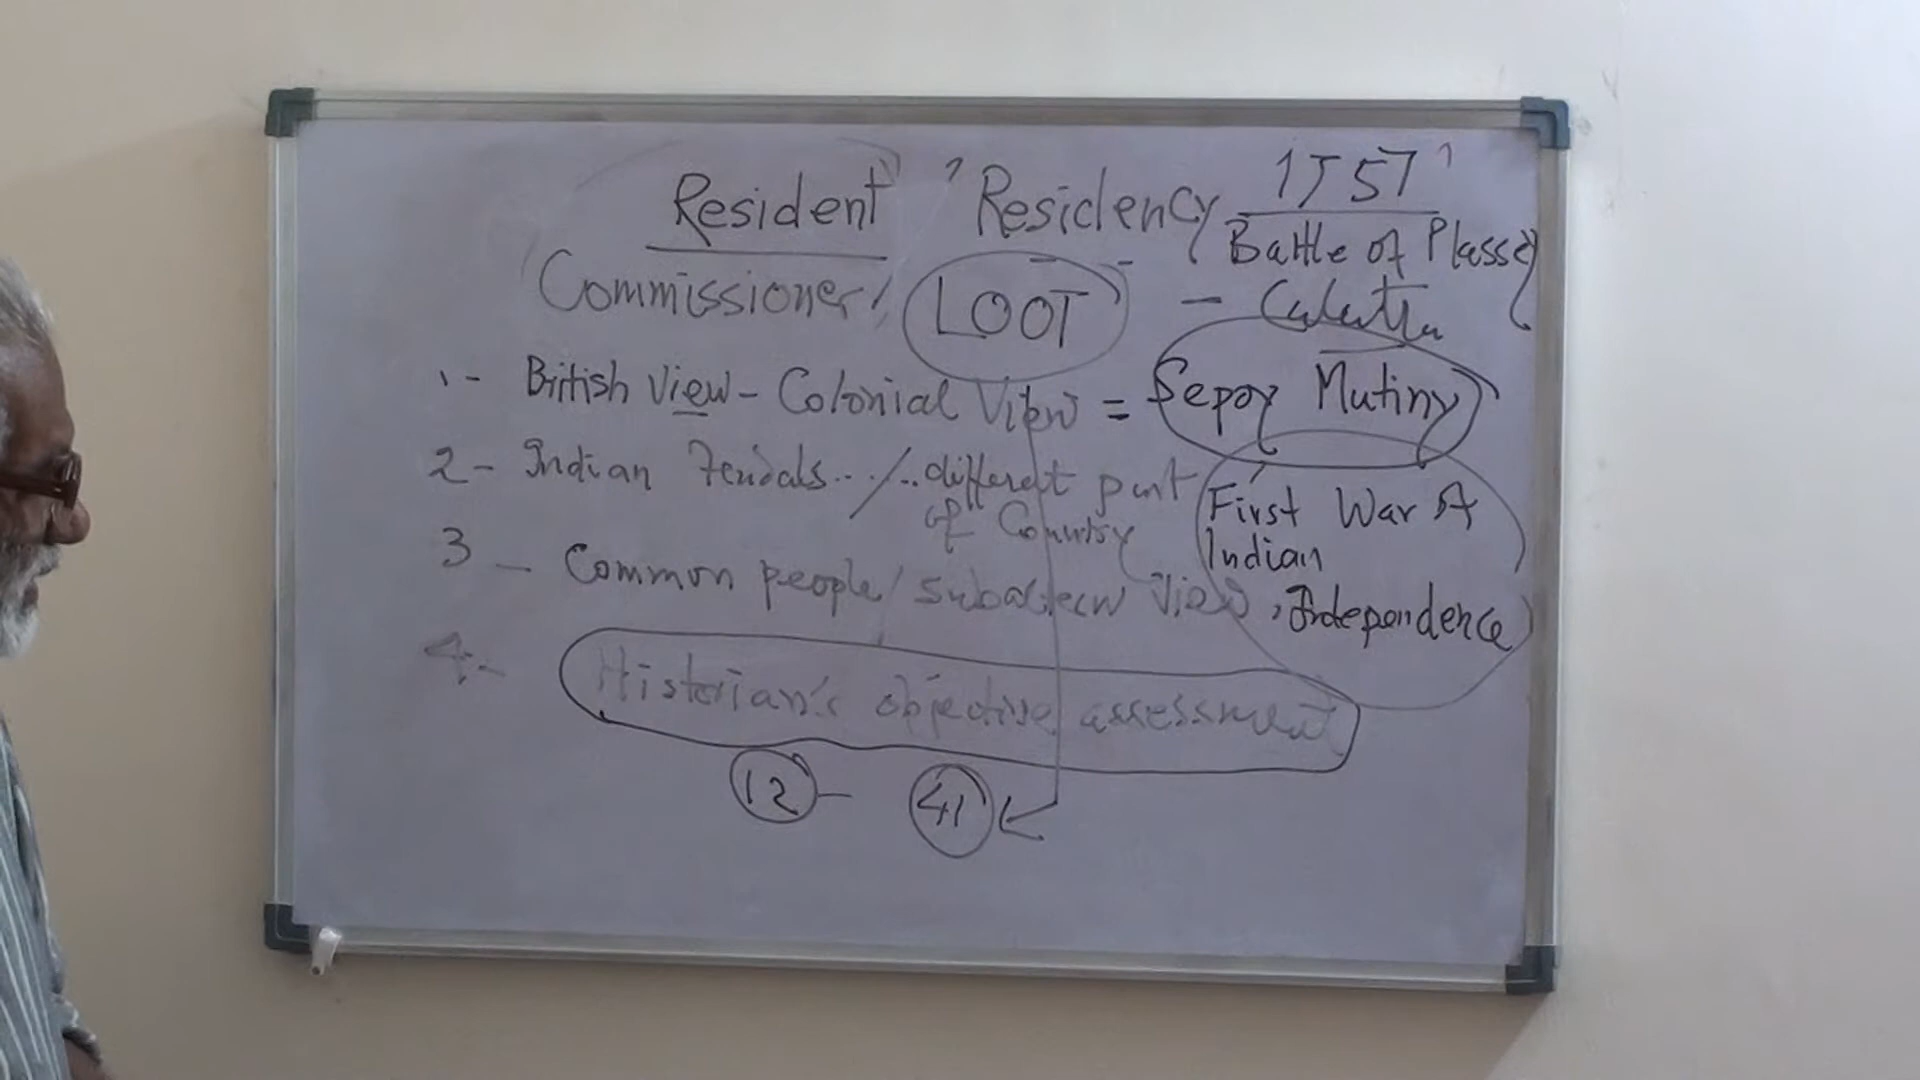 Resident Residency 1757
Battle of Plassey
Commissioner LOOT - Calcutta
1 - British View - Colonial View = Sepoy Mutiny
2 - Indian Feudals.. /.. different part
of Country
First War of
Indian
Independence
3 - Common people / Subaltern View
4 - Historian's objective assessment
12 - 41